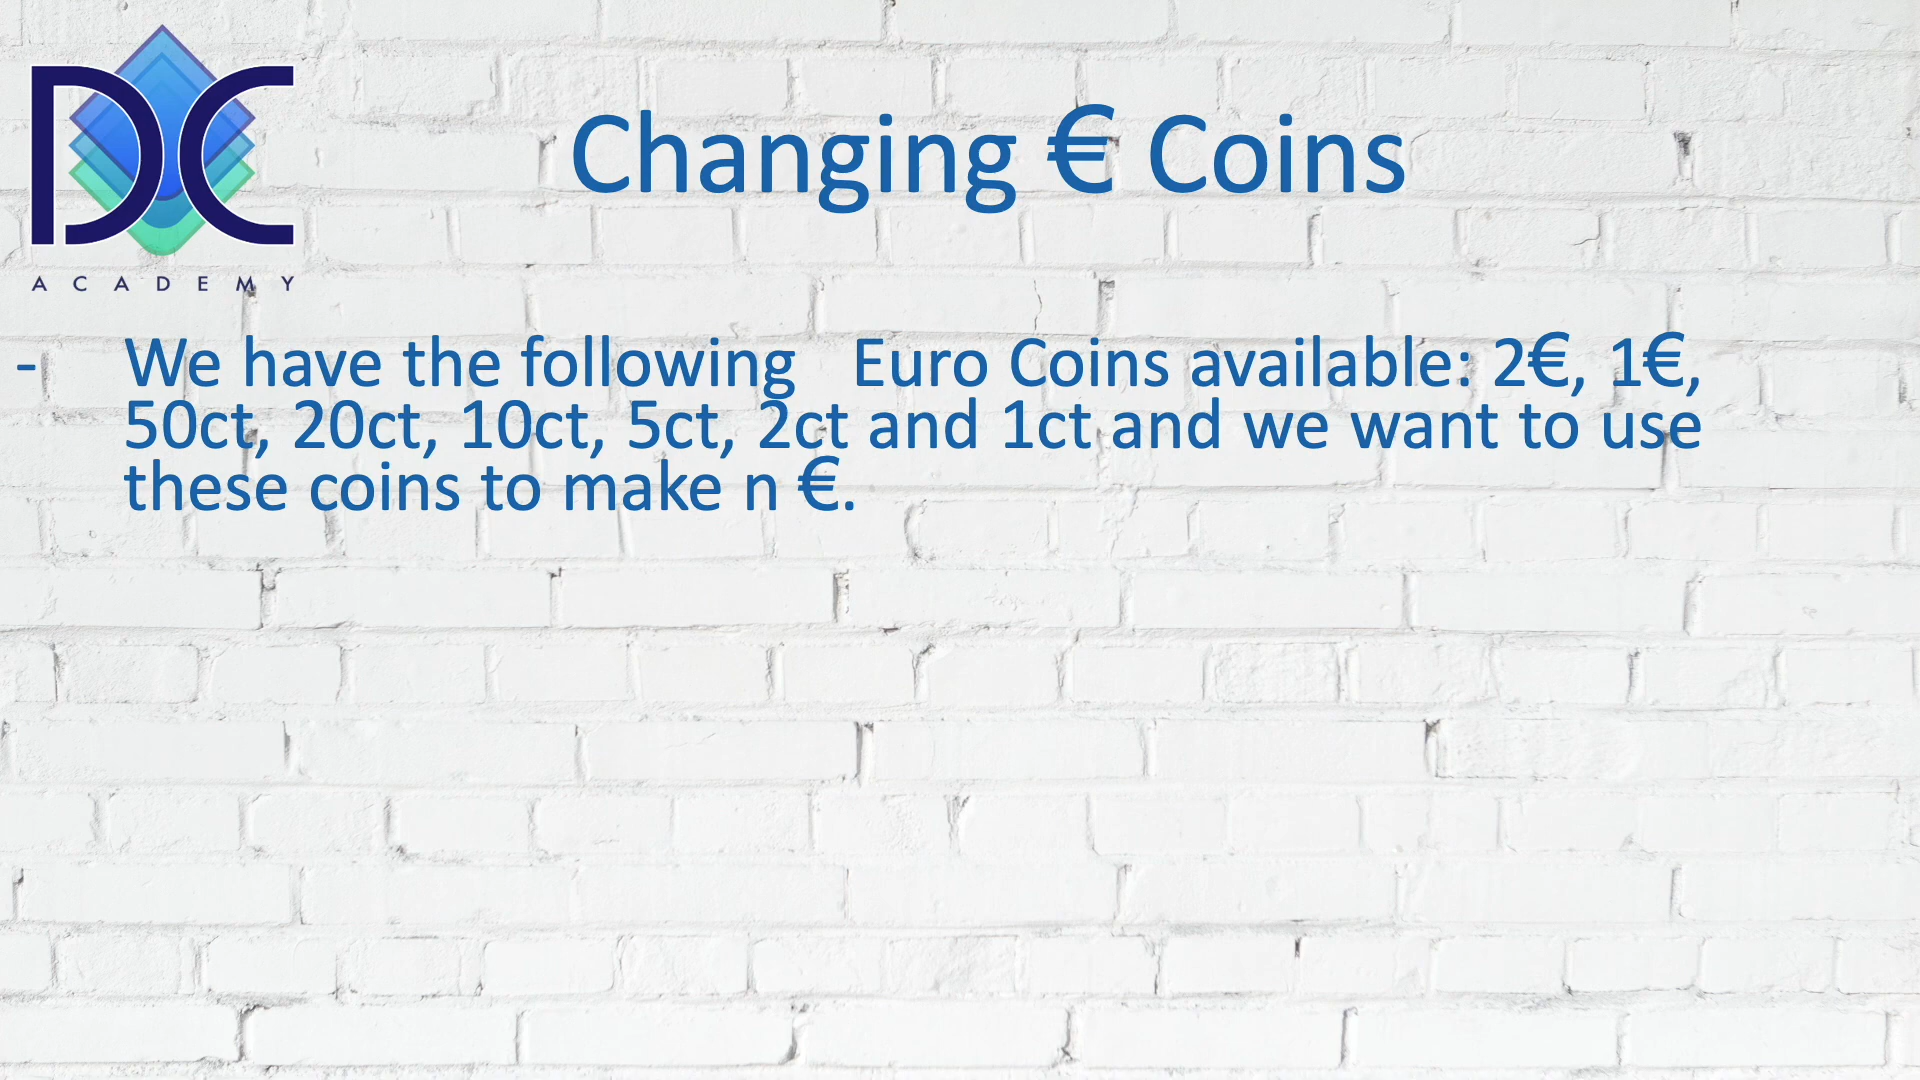 DC
ACADEMY
Changing € Coins
- We have the following   Euro Coins available: 2€, 1€,
50ct, 20ct, 10ct, 5ct, 2ct and 1ct and we want to use
these coins to make n €.